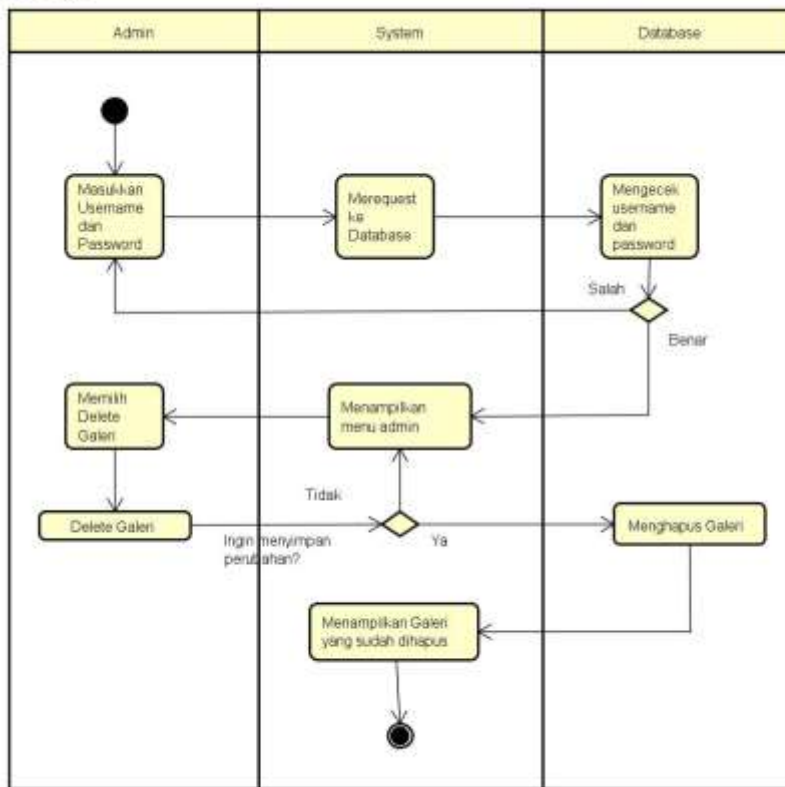 Admin
System
Database
Masukkan
Username
dan
Password
Merequest
ke
Database
Mengecek
username
dan
password
Salah
Benar
Memilih
Delete
Galeri
Menampilkan
menu admin
Tidak
Delete Galeri
Ingin menyimpan
perubahan?
Ya
Menghapus Galeri
Menampilkan Galeri
yang sudah dihapus